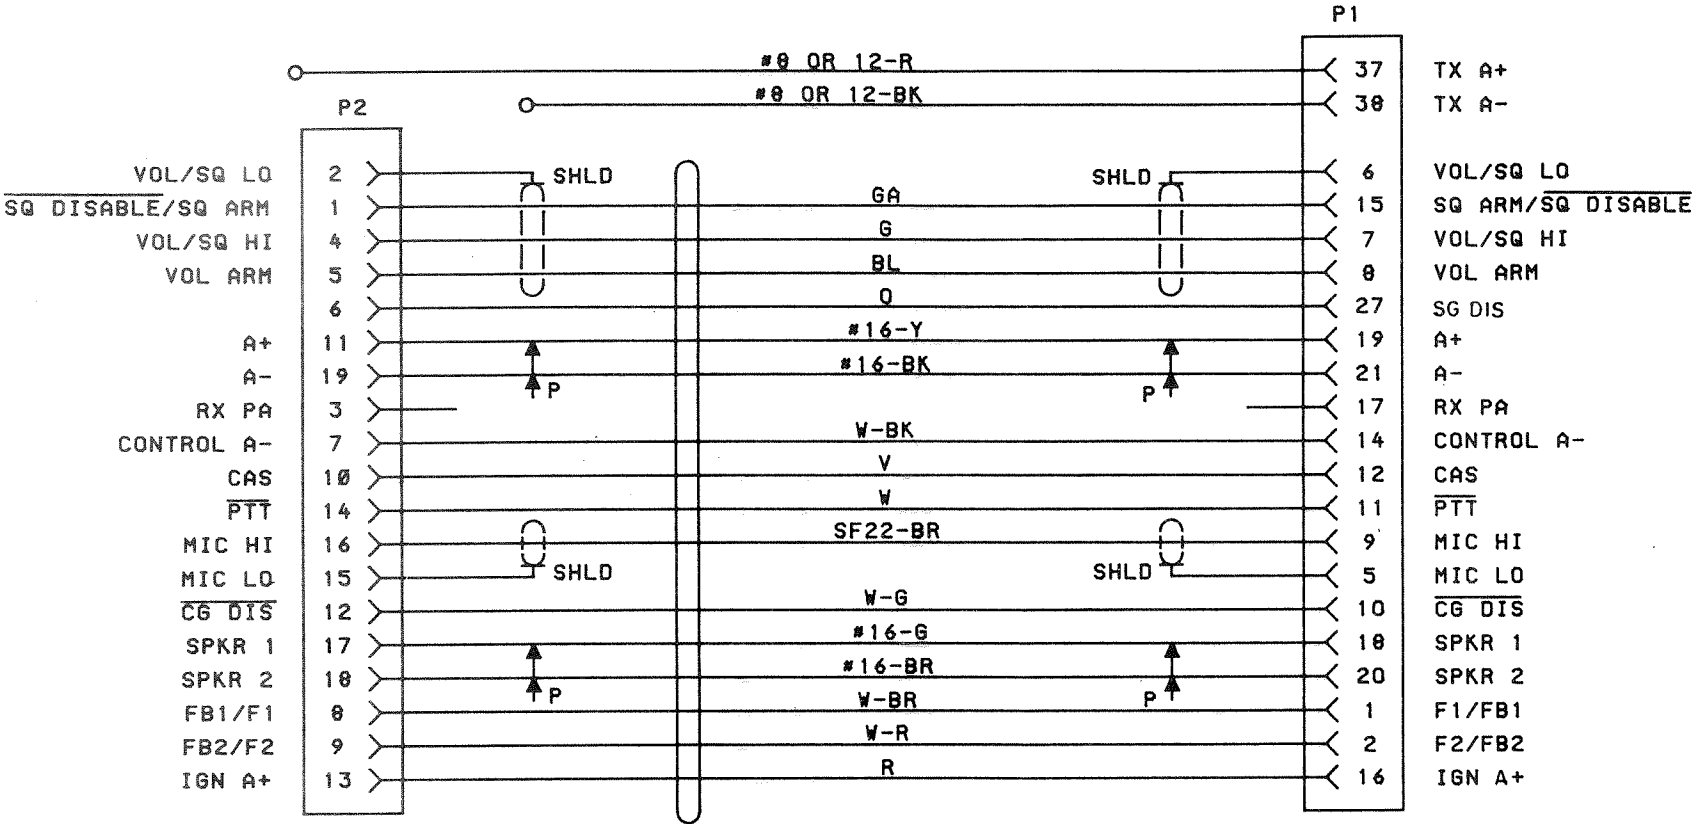 P1
#8 OR 12-R 37 TX A+
#8 OR 12-BK 38 TX A-
P2
VOL/SQ LO 2 SHLD SHLD 6 VOL/SQ LO
SQ DISABLE/SQ ARM 1 GA 15 SQ ARM/SQ DISABLE
VOL/SQ HI 4 G 7 VOL/SQ HI
VOL ARM 5 BL 8 VOL ARM
6 O 27 SG DIS
A+ 11 #16-Y 19 A+
A- 19 #16-BK 21 A-
P P
RX PA 3 17 RX PA
CONTROL A- 7 W-BK 14 CONTROL A-
CAS 10 V 12 CAS
PTT 14 W 11 PTT
MIC HI 16 SF22-BR 9 MIC HI
MIC LO 15 SHLD SHLD 5 MIC LO
CG DIS 12 W-G 10 CG DIS
SPKR 1 17 #16-G 18 SPKR 1
SPKR 2 18 #16-BR 20 SPKR 2
P P
FB1/F1 8 W-BR 1 F1/FB1
FB2/F2 9 W-R 2 F2/FB2
IGN A+ 13 R 16 IGN A+